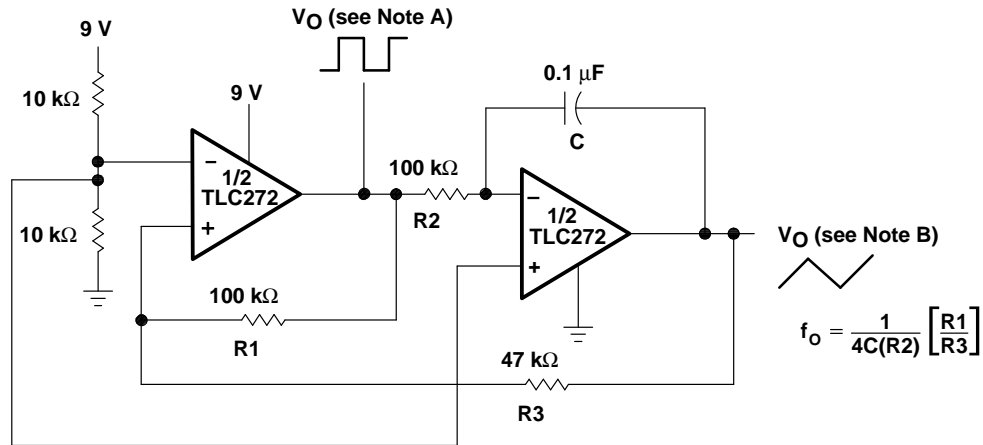 VO (see Note A)
9 V
10 kΩ
9 V
0.1 μF
C
−
1/2
TLC272
+
100 kΩ
R2
10 kΩ
−
1/2
TLC272
+
VO (see Note B)
100 kΩ
R1
fO = 1/4C(R2) [R1/R3]
47 kΩ
R3